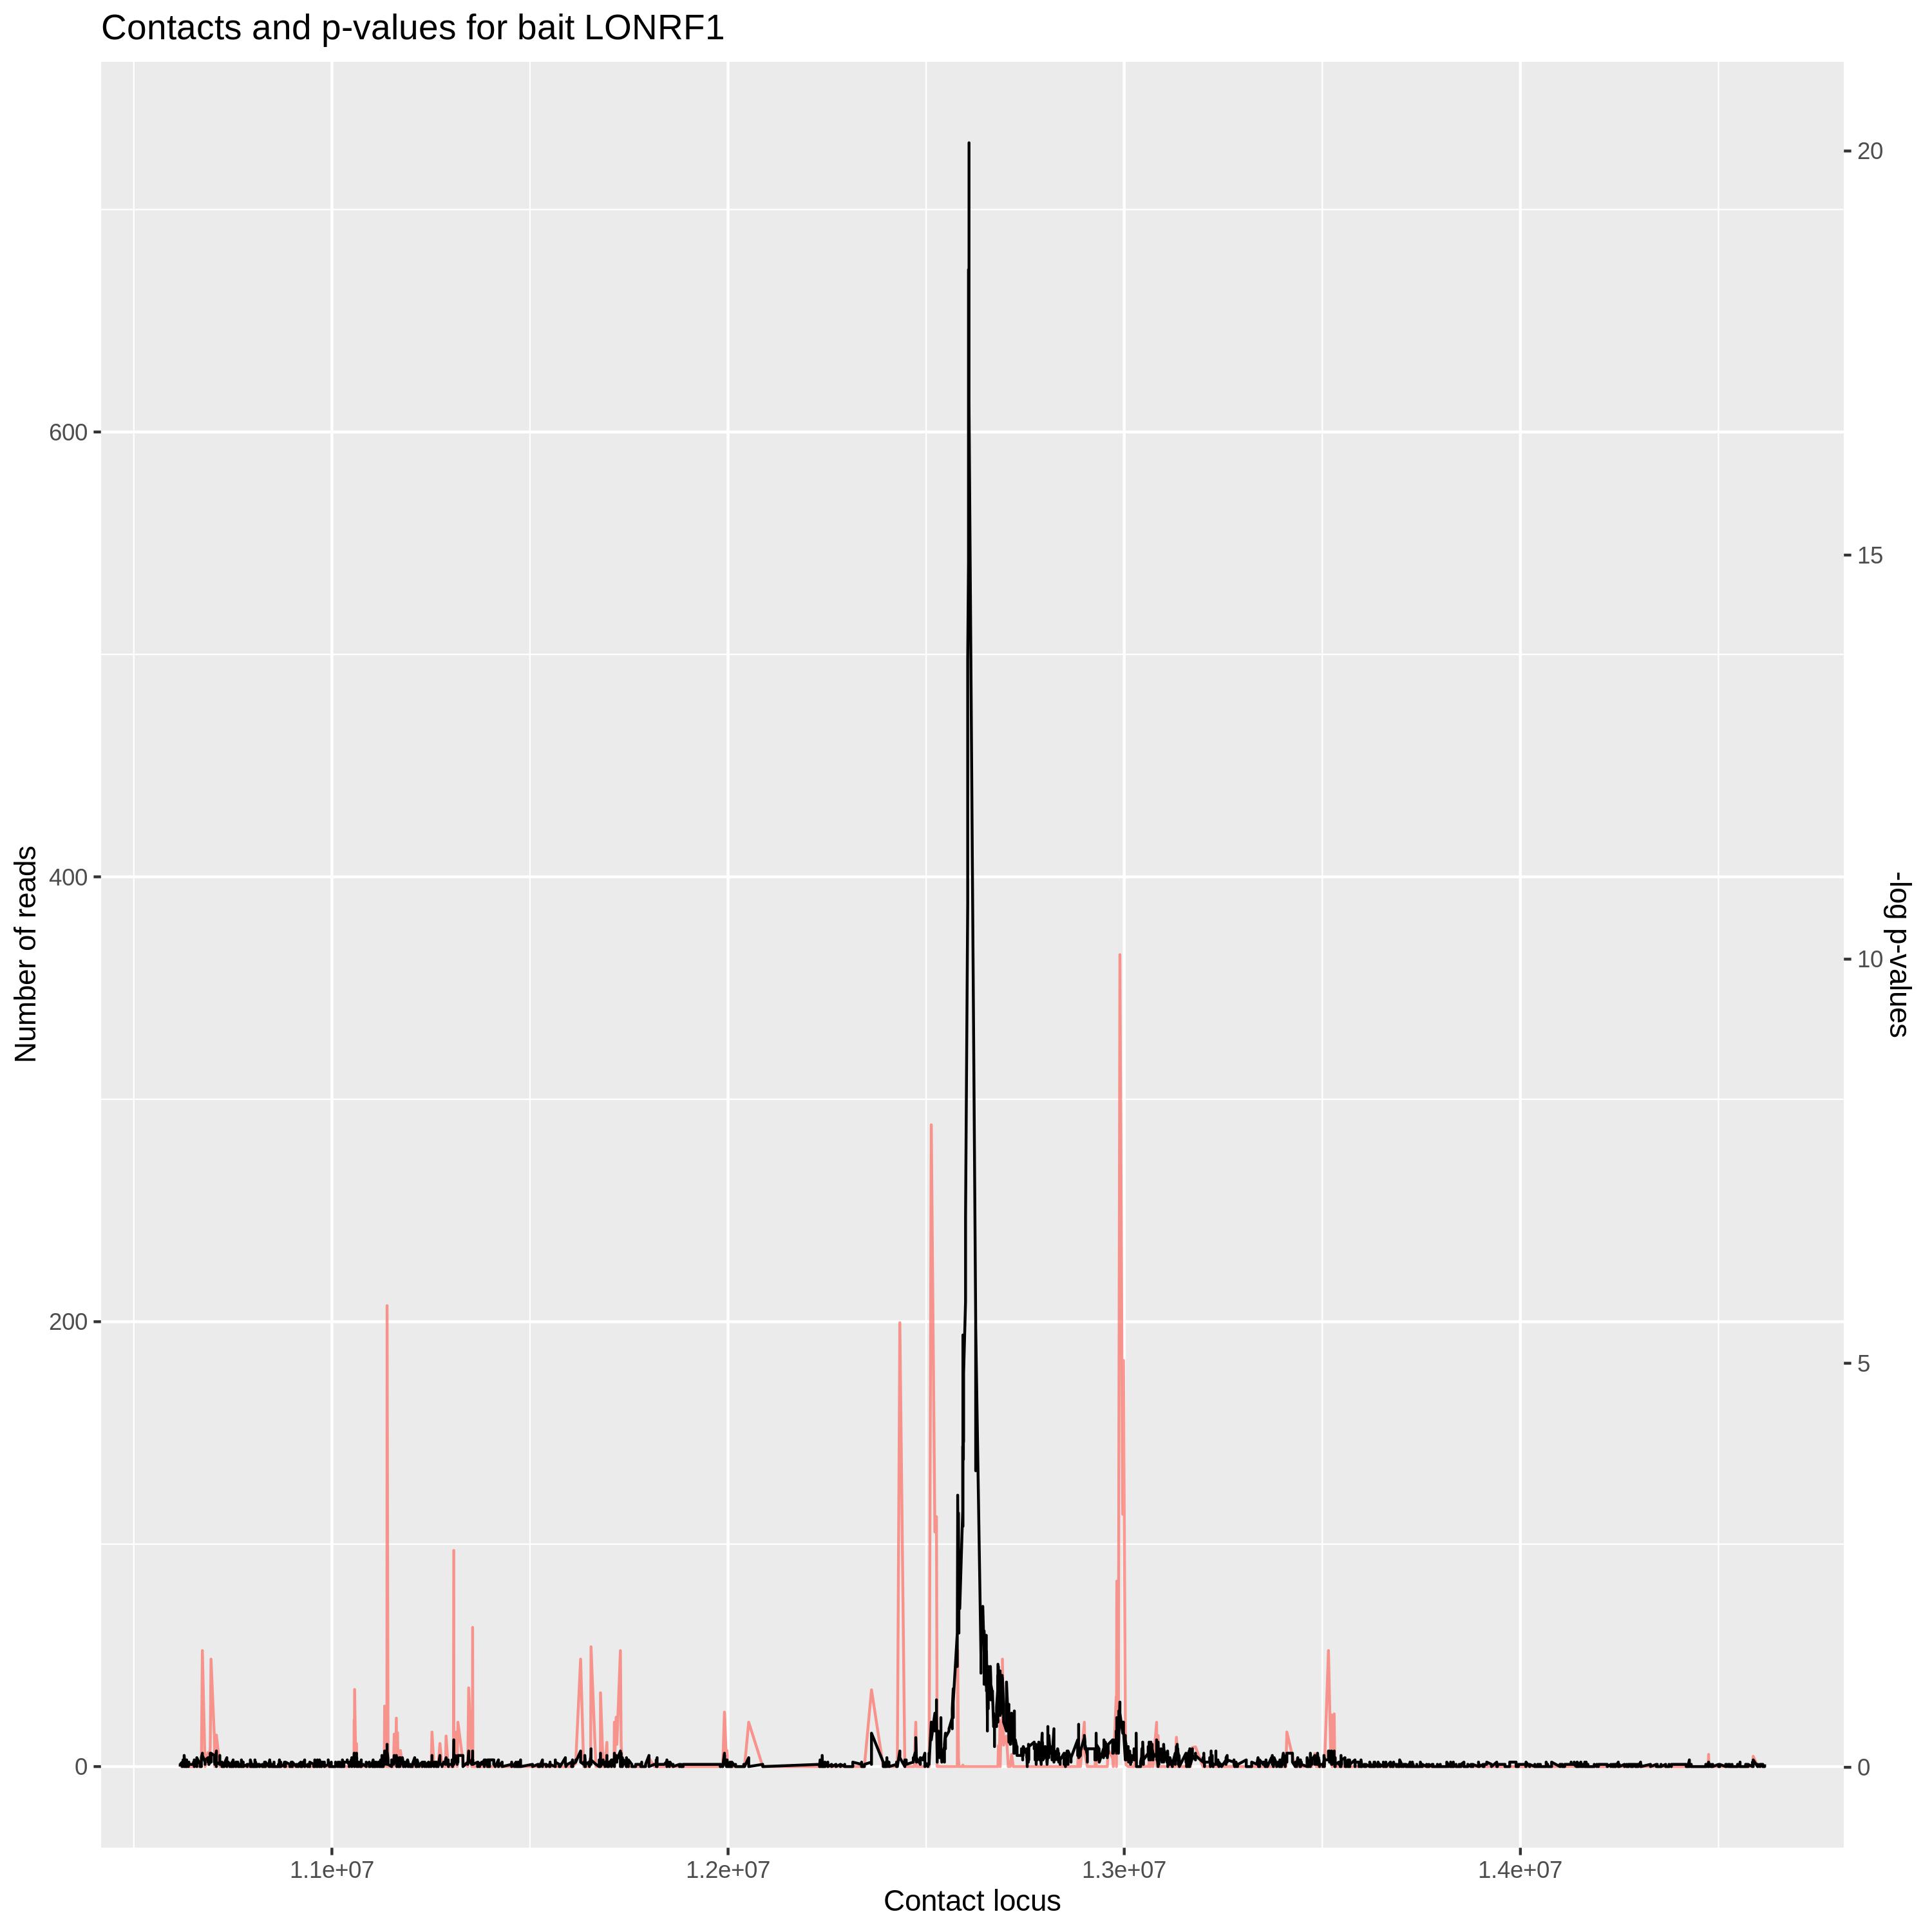 Contacts and p-values for bait LONRF1
20
15
10
5
0
-log p-values
600
400
200
0
Number of reads
1.1e+07
1.2e+07
1.3e+07
1.4e+07
Contact locus